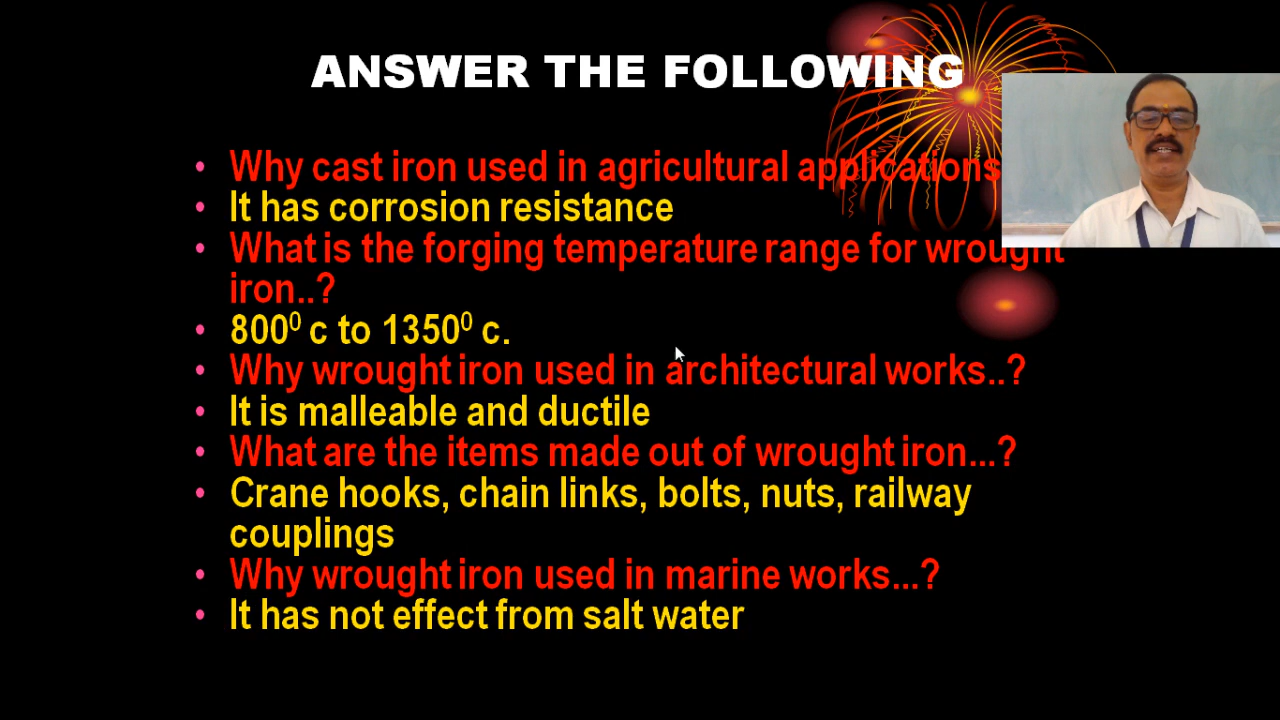 ANSWER THE FOLLOWING
• Why cast iron used in agricultural applications
• It has corrosion resistance
• What is the forging temperature range for wrought
iron..?
• 800⁰ c to 1350⁰ c.
• Why wrought iron used in architectural works..?
• It is malleable and ductile
• What are the items made out of wrought iron...?
• Crane hooks, chain links, bolts, nuts, railway
couplings
• Why wrought iron used in marine works...?
• It has not effect from salt water